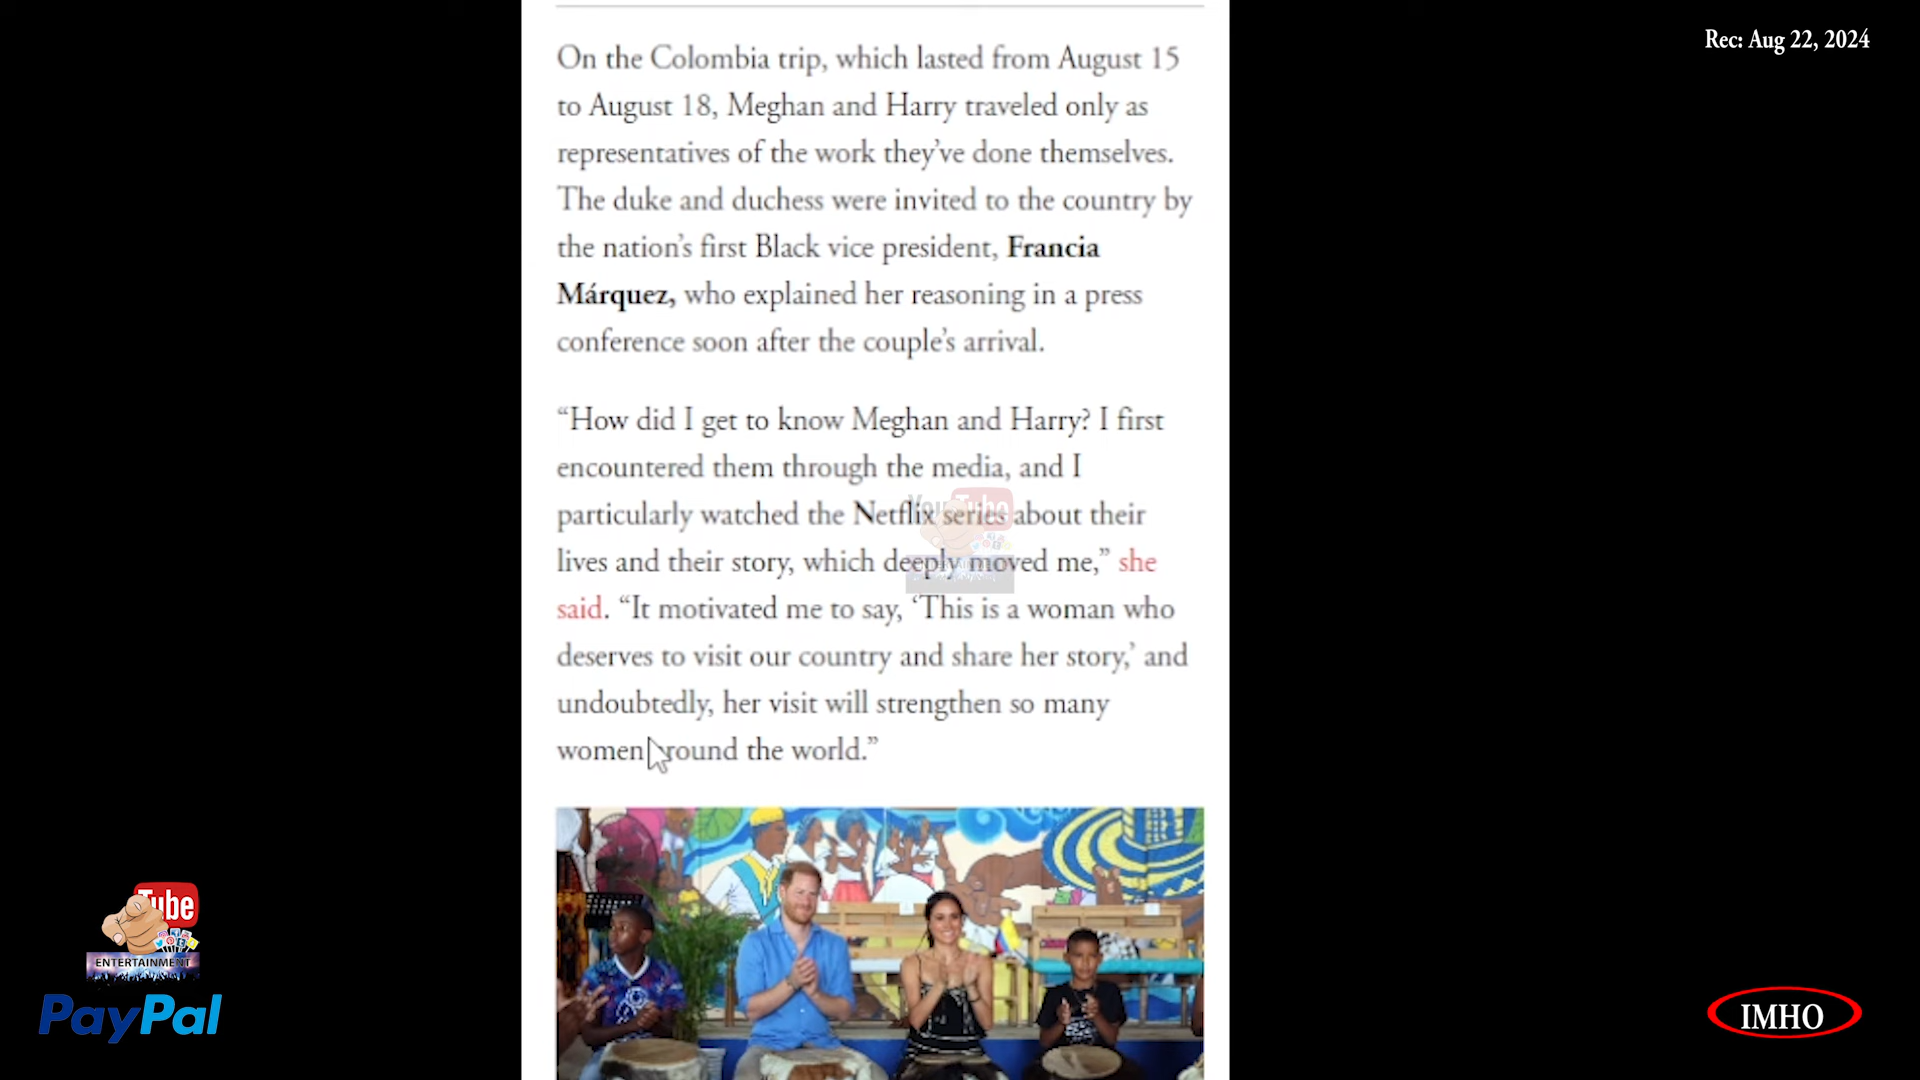 Rec: Aug 22, 2024
On the Colombia trip, which lasted from August 15
to August 18, Meghan and Harry traveled only as
representatives of the work they've done themselves.
The duke and duchess were invited to the country by
the nation's first Black vice president, Francia
Márquez, who explained her reasoning in a press
conference soon after the couple's arrival.
“How did I get to know Meghan and Harry? I first
encountered them through the media, and I
particularly watched the Netflix series about their
lives and their story, which deeply moved me,” she
said. “It motivated me to say, ‘This is a woman who
deserves to visit our country and share her story,’ and
undoubtedly, her visit will strengthen so many
women around the world.”
YouTube
Tube
ENTERTAINMENT
PayPal
IMHO